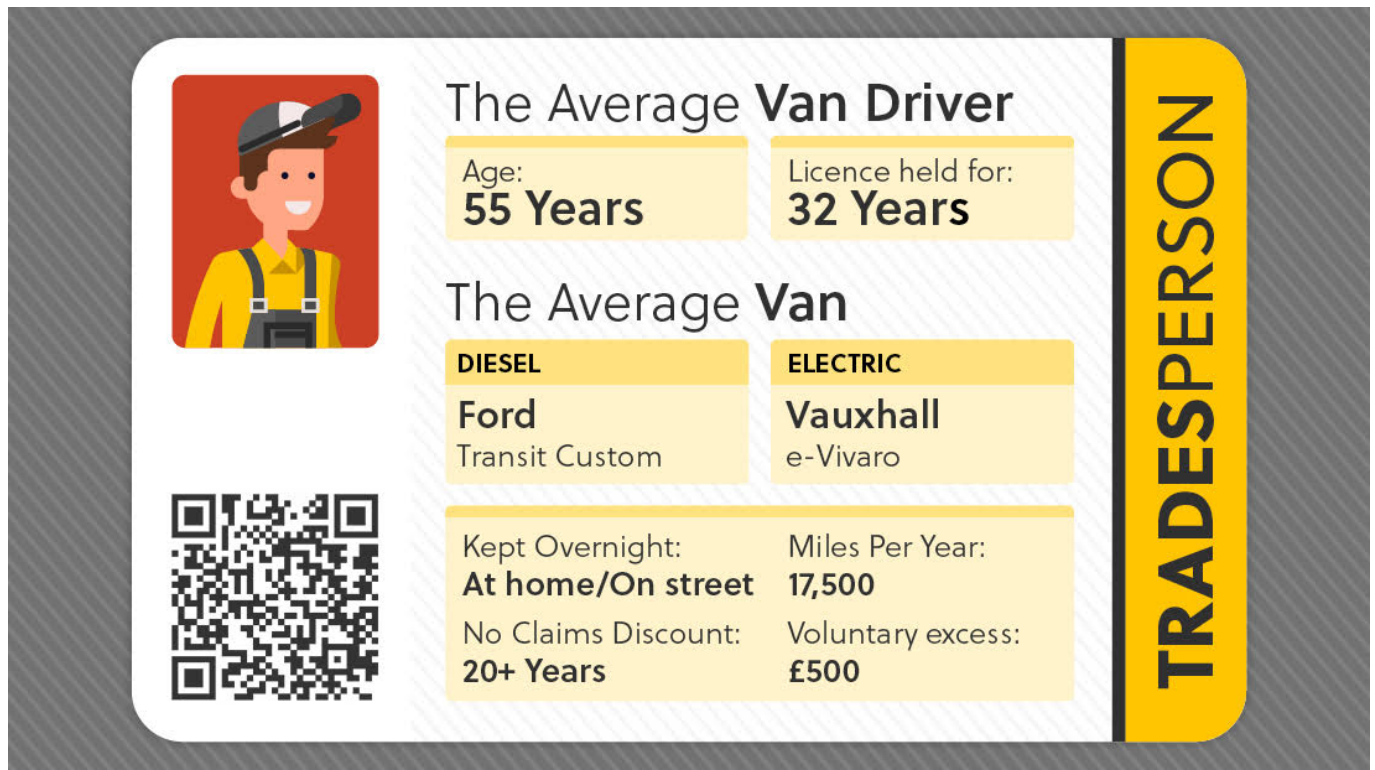 The Average Van Driver
Age:
55 Years
Licence held for:
32 Years
The Average Van
DIESEL
Ford
Transit Custom
ELECTRIC
Vauxhall
e-Vivaro
Kept Overnight:
At home/On street
Miles Per Year:
17,500
No Claims Discount:
20+ Years
Voluntary excess:
£500
TRADESPERSON